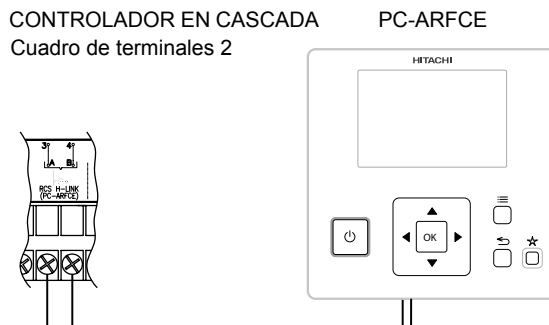 CONTROLADOR EN CASCADA
Cuadro de terminales 2
PC-ARFCE
HITACHI
3 4
A B
RCS H-LINK
(PC-ARFCE)
OK